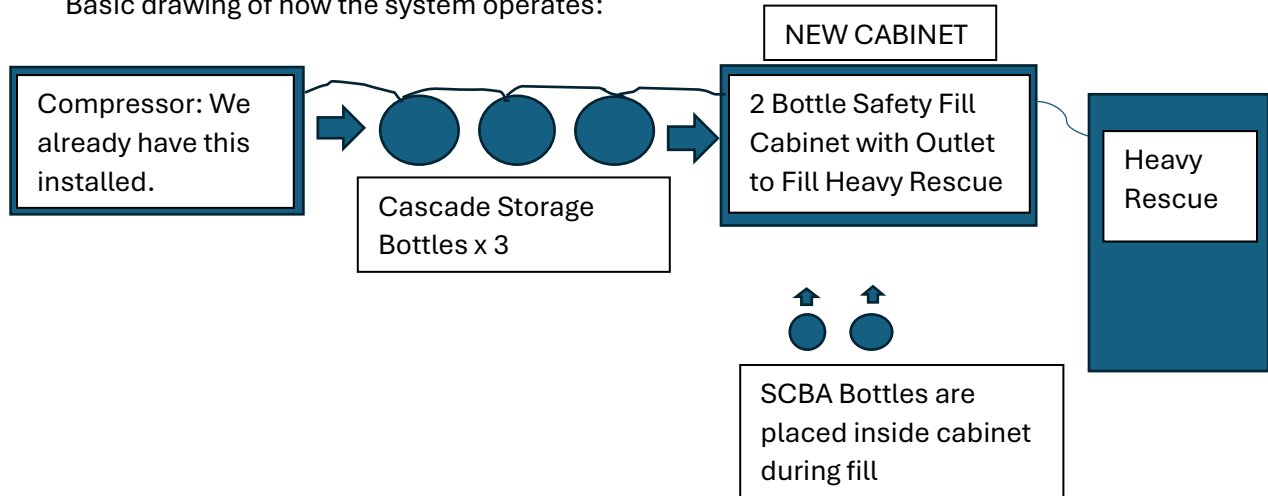 Basic drawing of how the system operates:
NEW CABINET
Compressor: We
already have this
installed.
2 Bottle Safety Fill
Cabinet with Outlet
to Fill Heavy Rescue
Heavy
Rescue
Cascade Storage
Bottles x 3
SCBA Bottles are
placed inside cabinet
during fill